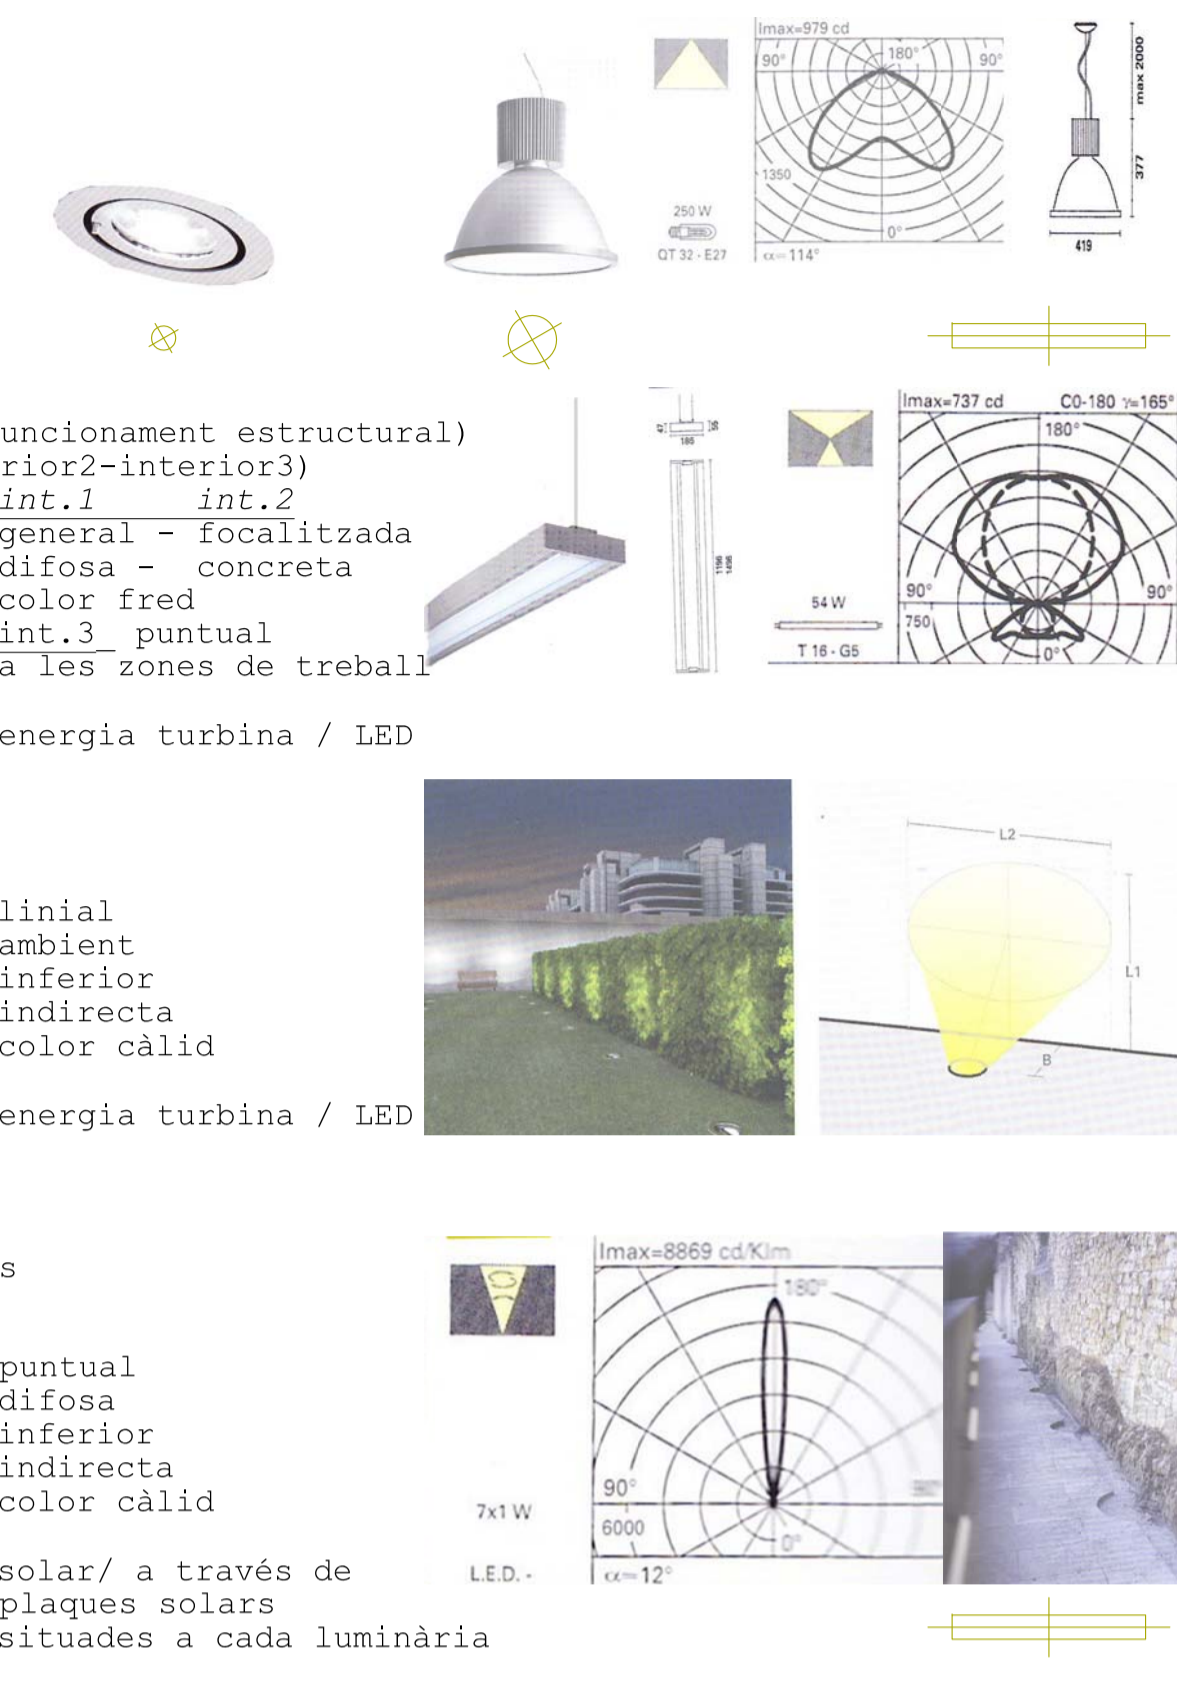 Imax=979 cd
180°
90°
90°
1350
0°
α=114°
250 W
QT 32 - E27
max 2000
377
419
uncionament estructural)
rior2-interior3)
int.1 int.2
general - focalitzada
difosa - concreta
color fred
int.3_ puntual
a les zones de treball
energia turbina / LED
185
1196
1496
54 W
T 16 - G5
Imax=737 cd C0-180 γ=165°
180°
90°
90°
750
0°
linial
ambient
inferior
indirecta
color càlid
energia turbina / LED
L2
L1
B
s
puntual
difosa
inferior
indirecta
color càlid
solar/ a través de
plaques solars
situades a cada luminària
7x1 W
L.E.D. -
Imax=8869 cd/Klm
180°
90°
6000
0°
α=12°